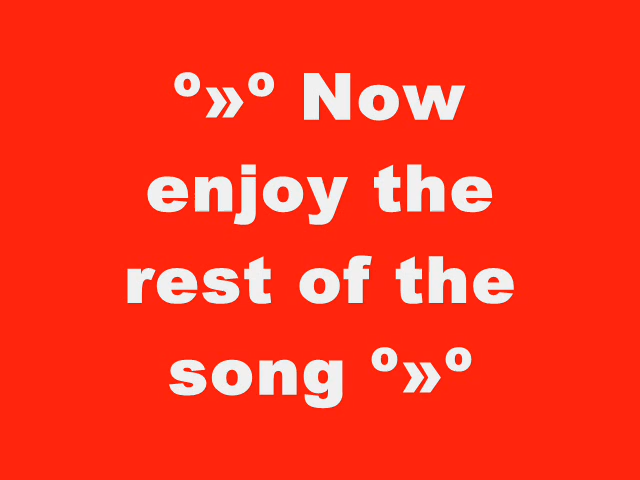 º»º Now
enjoy the
rest of the
song º»º